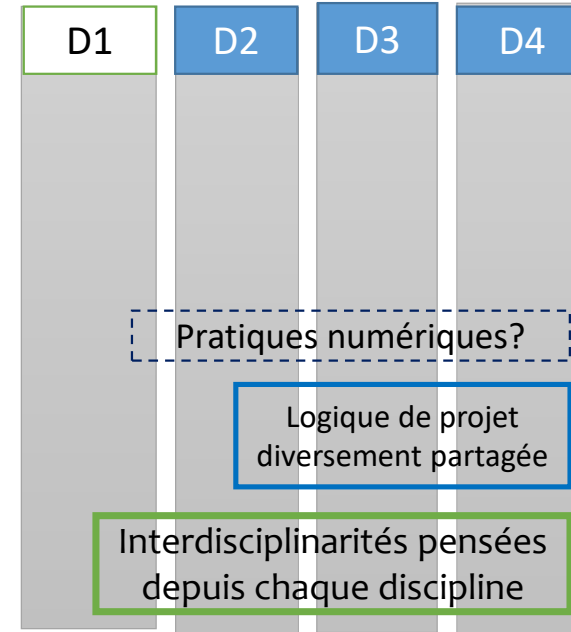 D1 D2 D3 D4
Pratiques numériques?
Logique de projet
diversement partagée
Interdisciplinarités pensées
depuis chaque discipline